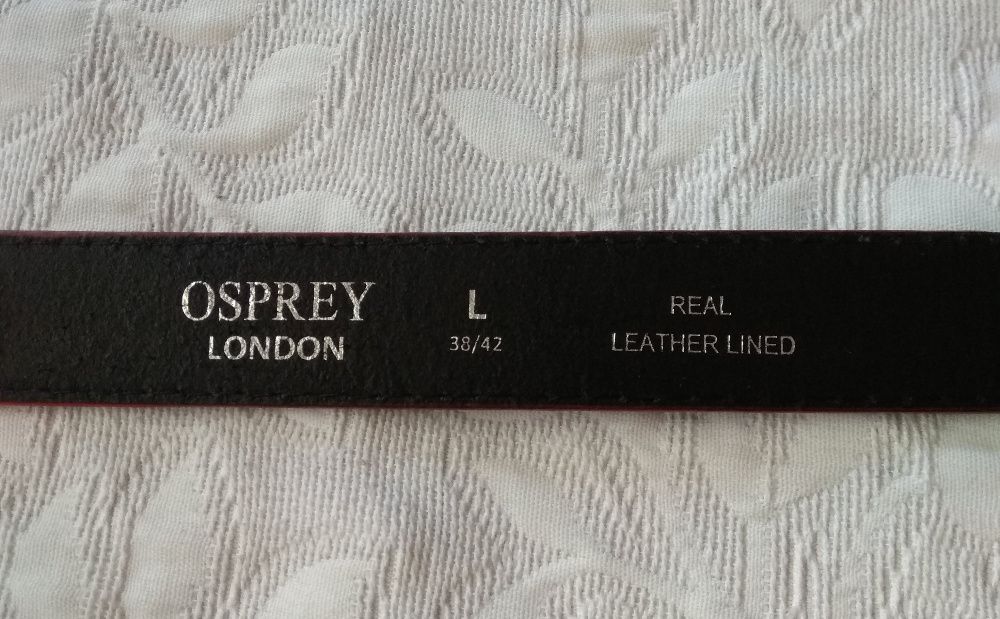 OSPREY
LONDON
L
38/42
REAL
LEATHER LINED